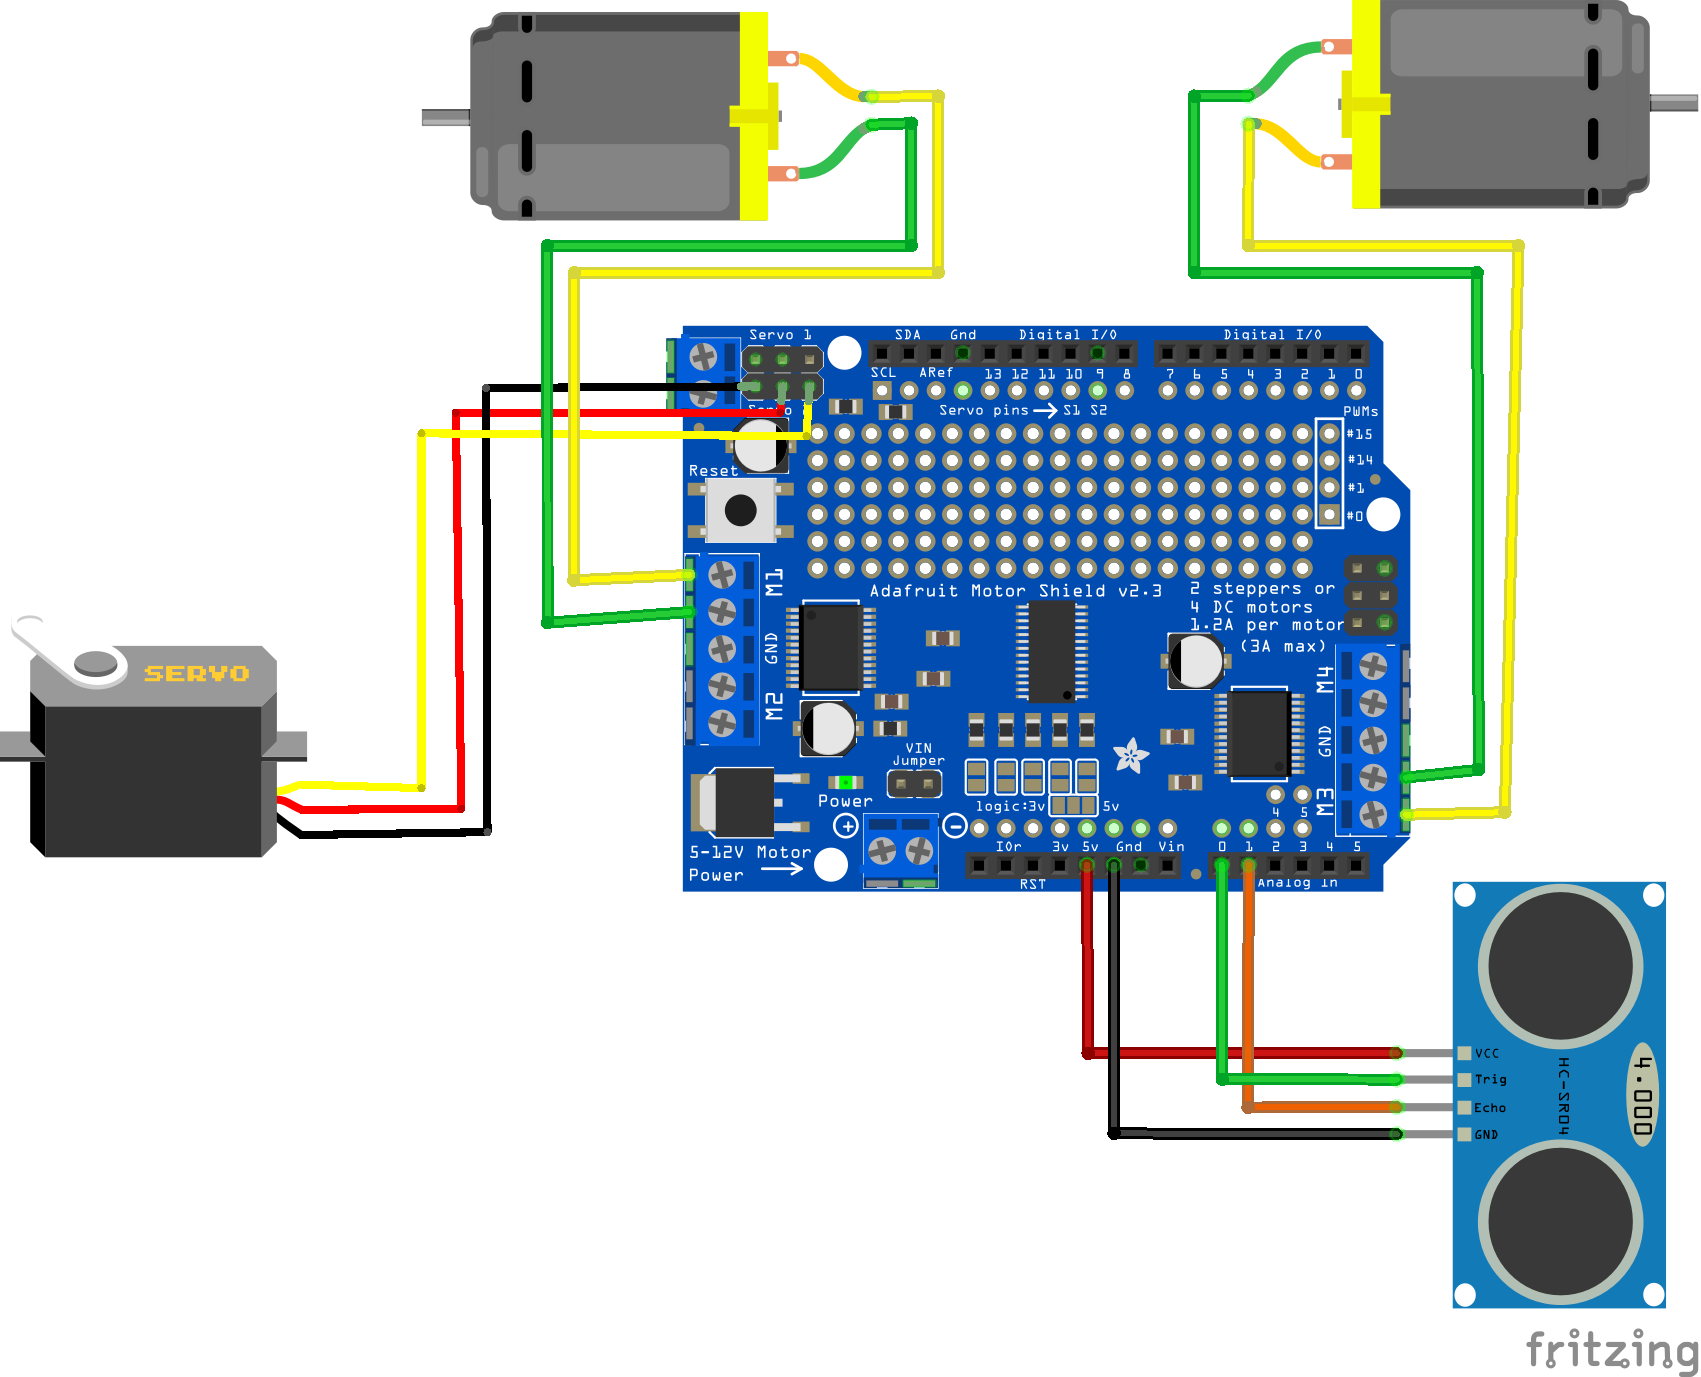 Servo 1
SDA
Gnd
Digital I/O
Digital I/O
SCL
ARef
13 12 11 10 9 8
7 6 5 4 3 2 1 0
Servo pins
S1 S2
PWMs
#15
#14
#1
#0
Reset
M1
GND
M2
Adafruit Motor Shield v2.3
2 steppers or
4 DC motors
1.2A per motor
(3A max)
M4
GND
M3
SERVO
VIN
Jumper
Power
logic:3v
5v
4 5
+
-
5-12V Motor
Power
IOr
3v
5v
Gnd
Vin
0 1 2 3 4 5
RST
Analog In
VCC
Trig
Echo
GND
HC-SR04
4.000
fritzing